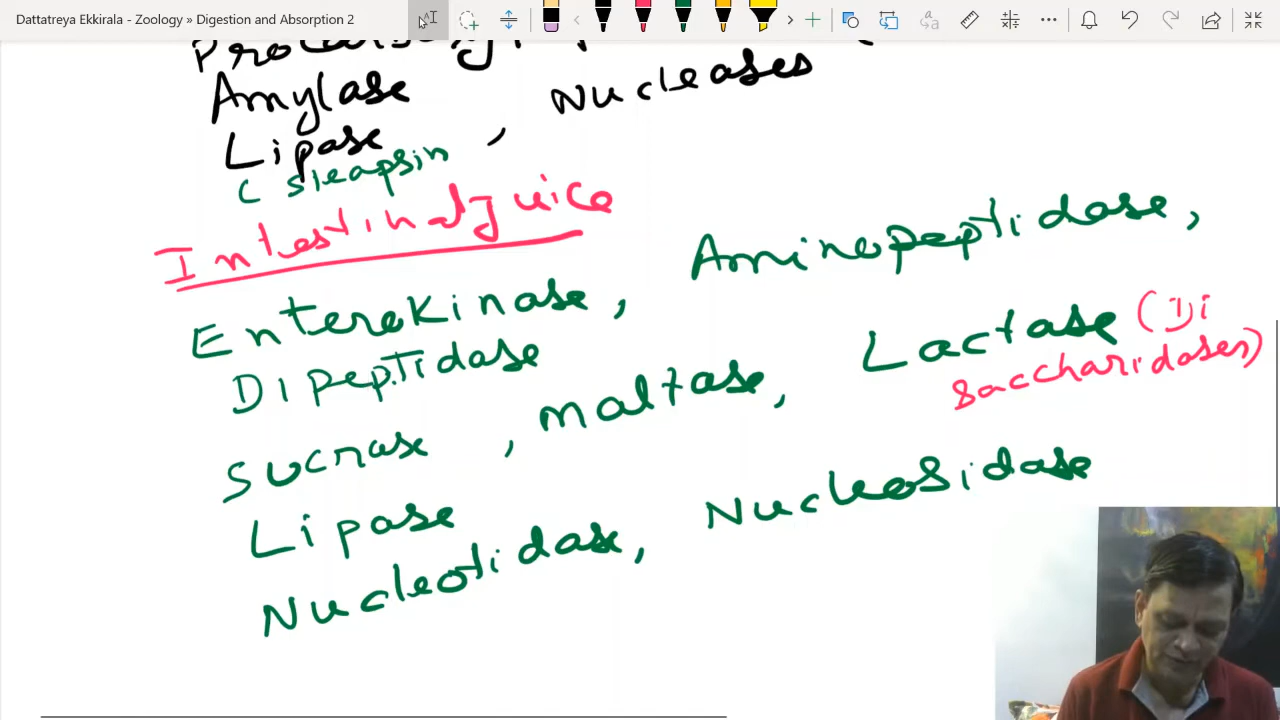 Dattatreya Ekkirala - Zoology » Digestion and Absorption 2
Amylase
Nucleases
Lipase ,
( steapsin
Intestinal Juice
Enterokinase, Aminopeptidase,
Dipeptidase
Sucrase , maltase, Lactase (Di
saccharidases)
Lipase
Nucleotidase, Nucleosidase